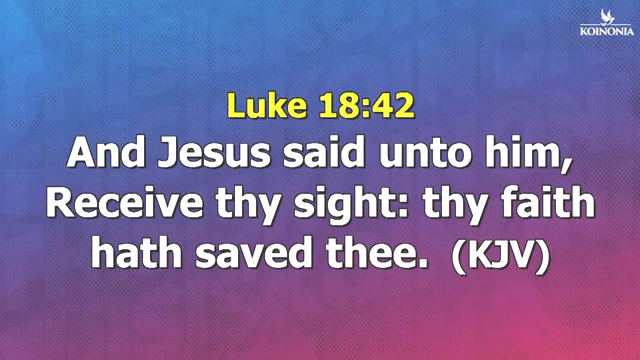 KOINONIA
Luke 18:42
And Jesus said unto him,
Receive thy sight: thy faith
hath saved thee. (KJV)